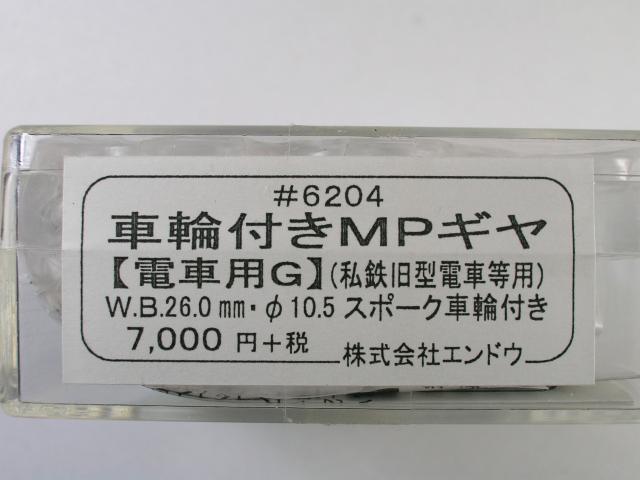 #6204
車輪付きMPギヤ
【電車用G】(私鉄旧型電車等用)
W.B.26.0㎜・φ10.5 スポーク車輪付き
7,000 円+税 株式会社エンドウ